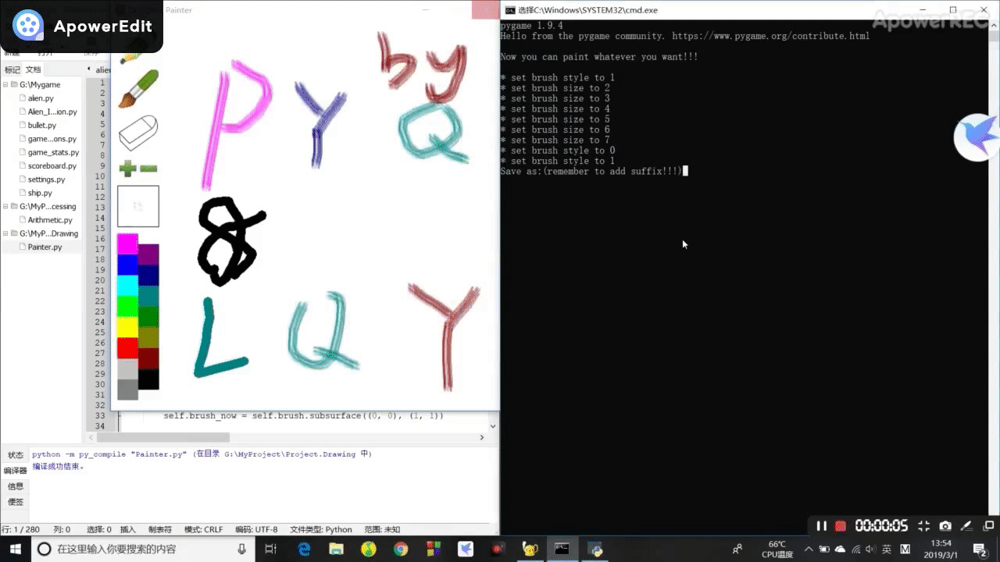 ApowerEdit
Painter
选择C:\Windows\SYSTEM32\cmd.exe
ApowerREC
pygame 1.9.4
Hello from the pygame community. https://www.pygame.org/contribute.html
Now you can paint whatever you want!!!
* set brush style to 1
* set brush size to 2
* set brush size to 3
* set brush size to 4
* set brush size to 5
* set brush size to 6
* set brush size to 7
* set brush style to 0
* set brush style to 1
Save as:(remember to add suffix!!!)
标记 文档
alie
G:\Mygame
alien.py
Alien_I...ion.py
bullet.py
game...ons.py
game_stats.py
scoreboard.py
settings.py
ship.py
G:\MyP...cessing
Arithmetic.py
G:\MyP...Drawing
Painter.py
1
2
3
4
5
6
7
8
9
10
11
12
13
14
15
16
17
18
19
20
21
22
23
24
25
26
27
28
29
30
31
32
33
34
by
P Y Q
8
L Q Y
self.brush_now = self.brush.subsurface((0, 0), (1, 1))
状态
编译器
信息
便签
python -m py_compile "Painter.py" (在目录 G:\MyProject\Project.Drawing 中)
编译成功结束。
行: 1 / 280 列: 0 选择: 0 插入 制表符 模式: CRLF 编码: UTF-8 文件类型: Python 范围: 未知
00:00:05
在这里输入你要搜索的内容
66℃
CPU温度
英
M
13:54
2019/3/1
2